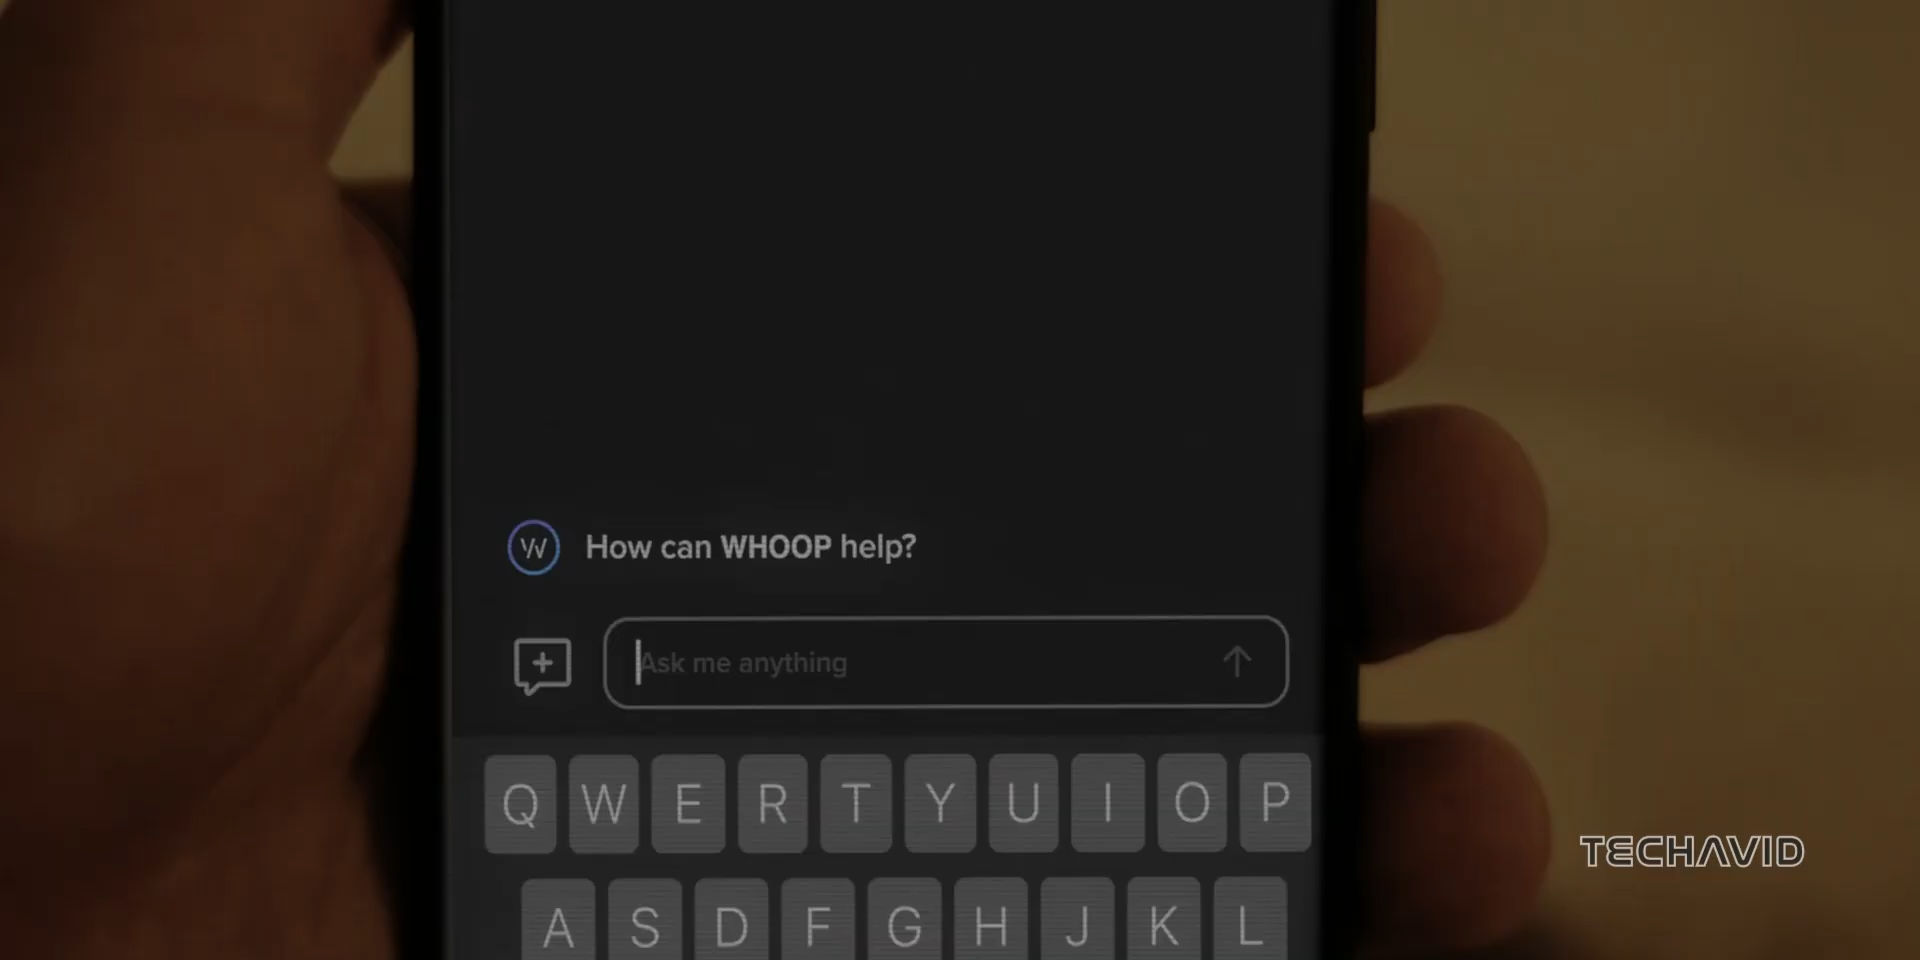 W How can WHOOP help?
Ask me anything
Q W E R T Y U I O P
A S D F G H J K L
TECHAVID